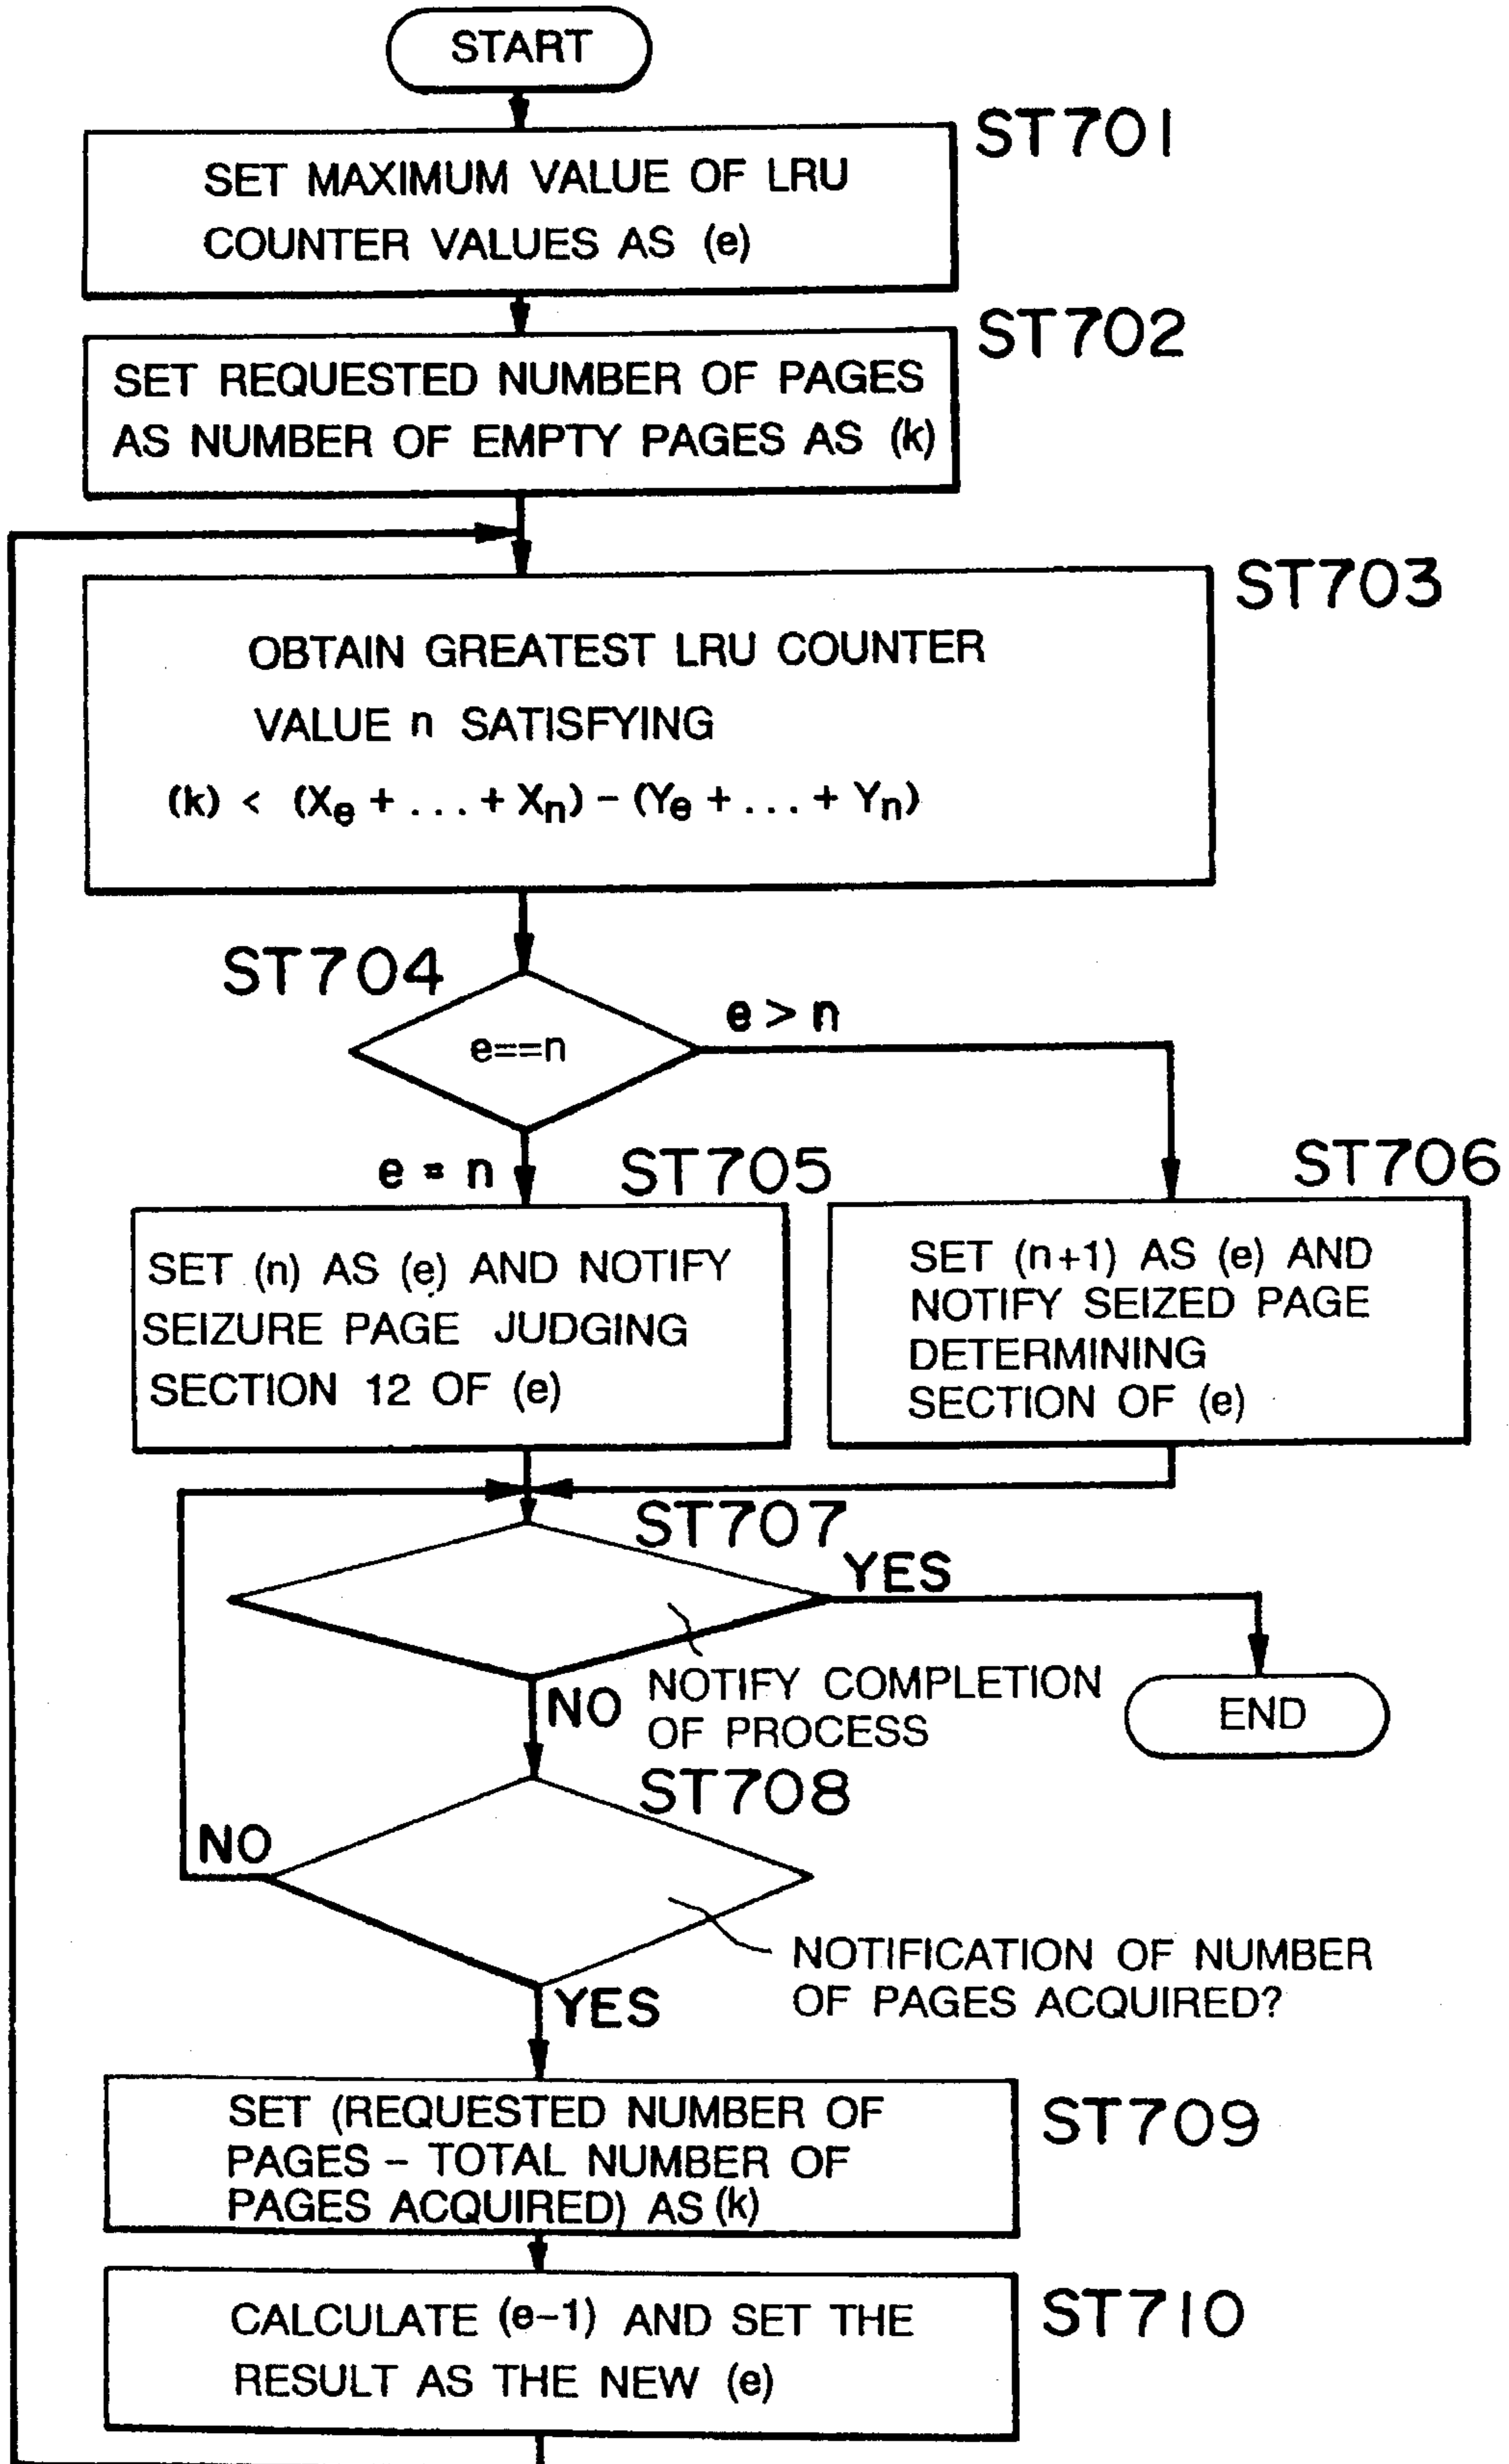 START
ST701
SET MAXIMUM VALUE OF LRU
COUNTER VALUES AS (e)
ST702
SET REQUESTED NUMBER OF PAGES
AS NUMBER OF EMPTY PAGES AS (k)
ST703
OBTAIN GREATEST LRU COUNTER
VALUE n SATISFYING
(k) < (Xe + ... + Xn) - (Ye + ... + Yn)
ST704
e==n
e > n
e = n
ST705
SET (n) AS (e) AND NOTIFY
SEIZURE PAGE JUDGING
SECTION 12 OF (e)
ST706
SET (n+1) AS (e) AND
NOTIFY SEIZED PAGE
DETERMINING
SECTION OF (e)
ST707
YES
NO
NOTIFY COMPLETION
OF PROCESS
END
ST708
NO
NOTIFICATION OF NUMBER
OF PAGES ACQUIRED?
YES
ST709
SET (REQUESTED NUMBER OF
PAGES - TOTAL NUMBER OF
PAGES ACQUIRED) AS (k)
ST710
CALCULATE (e-1) AND SET THE
RESULT AS THE NEW (e)